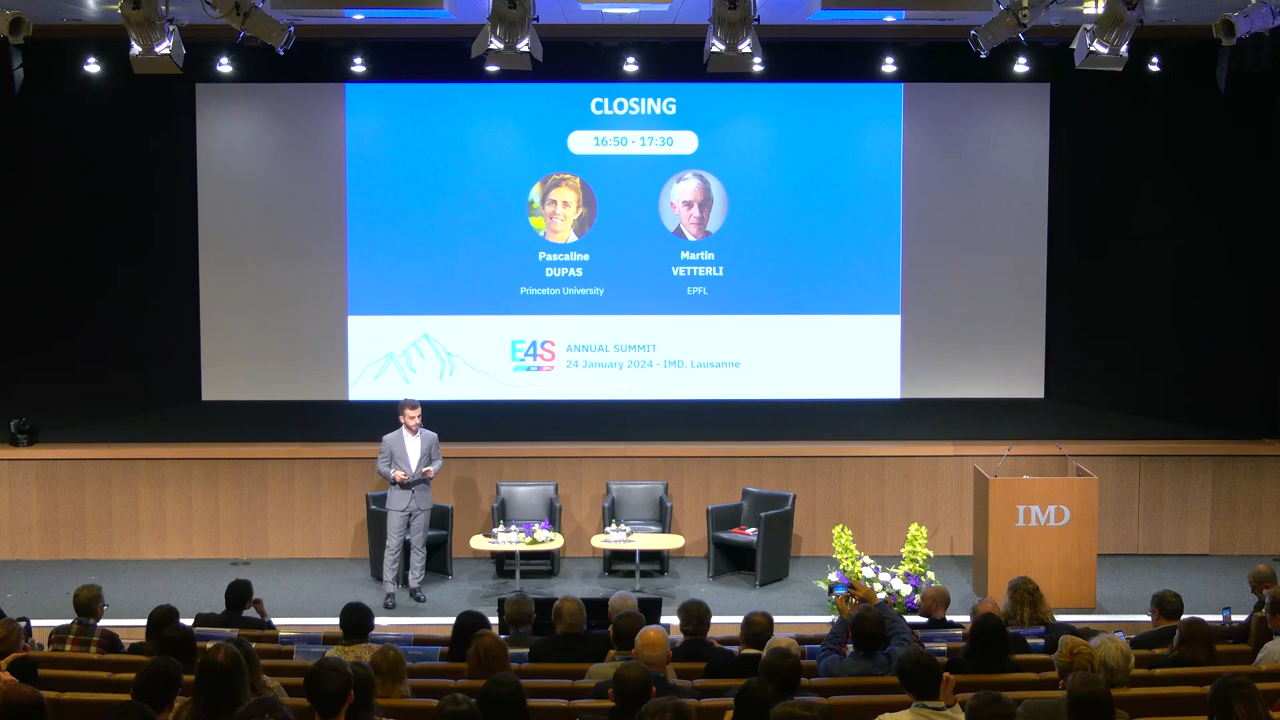 CLOSING
16:50 - 17:30
Pascaline
DUPAS
Princeton University
Martin
VETTERLI
EPFL
E4S
ANNUAL SUMMIT
24 January 2024 - IMD, Lausanne
IMD